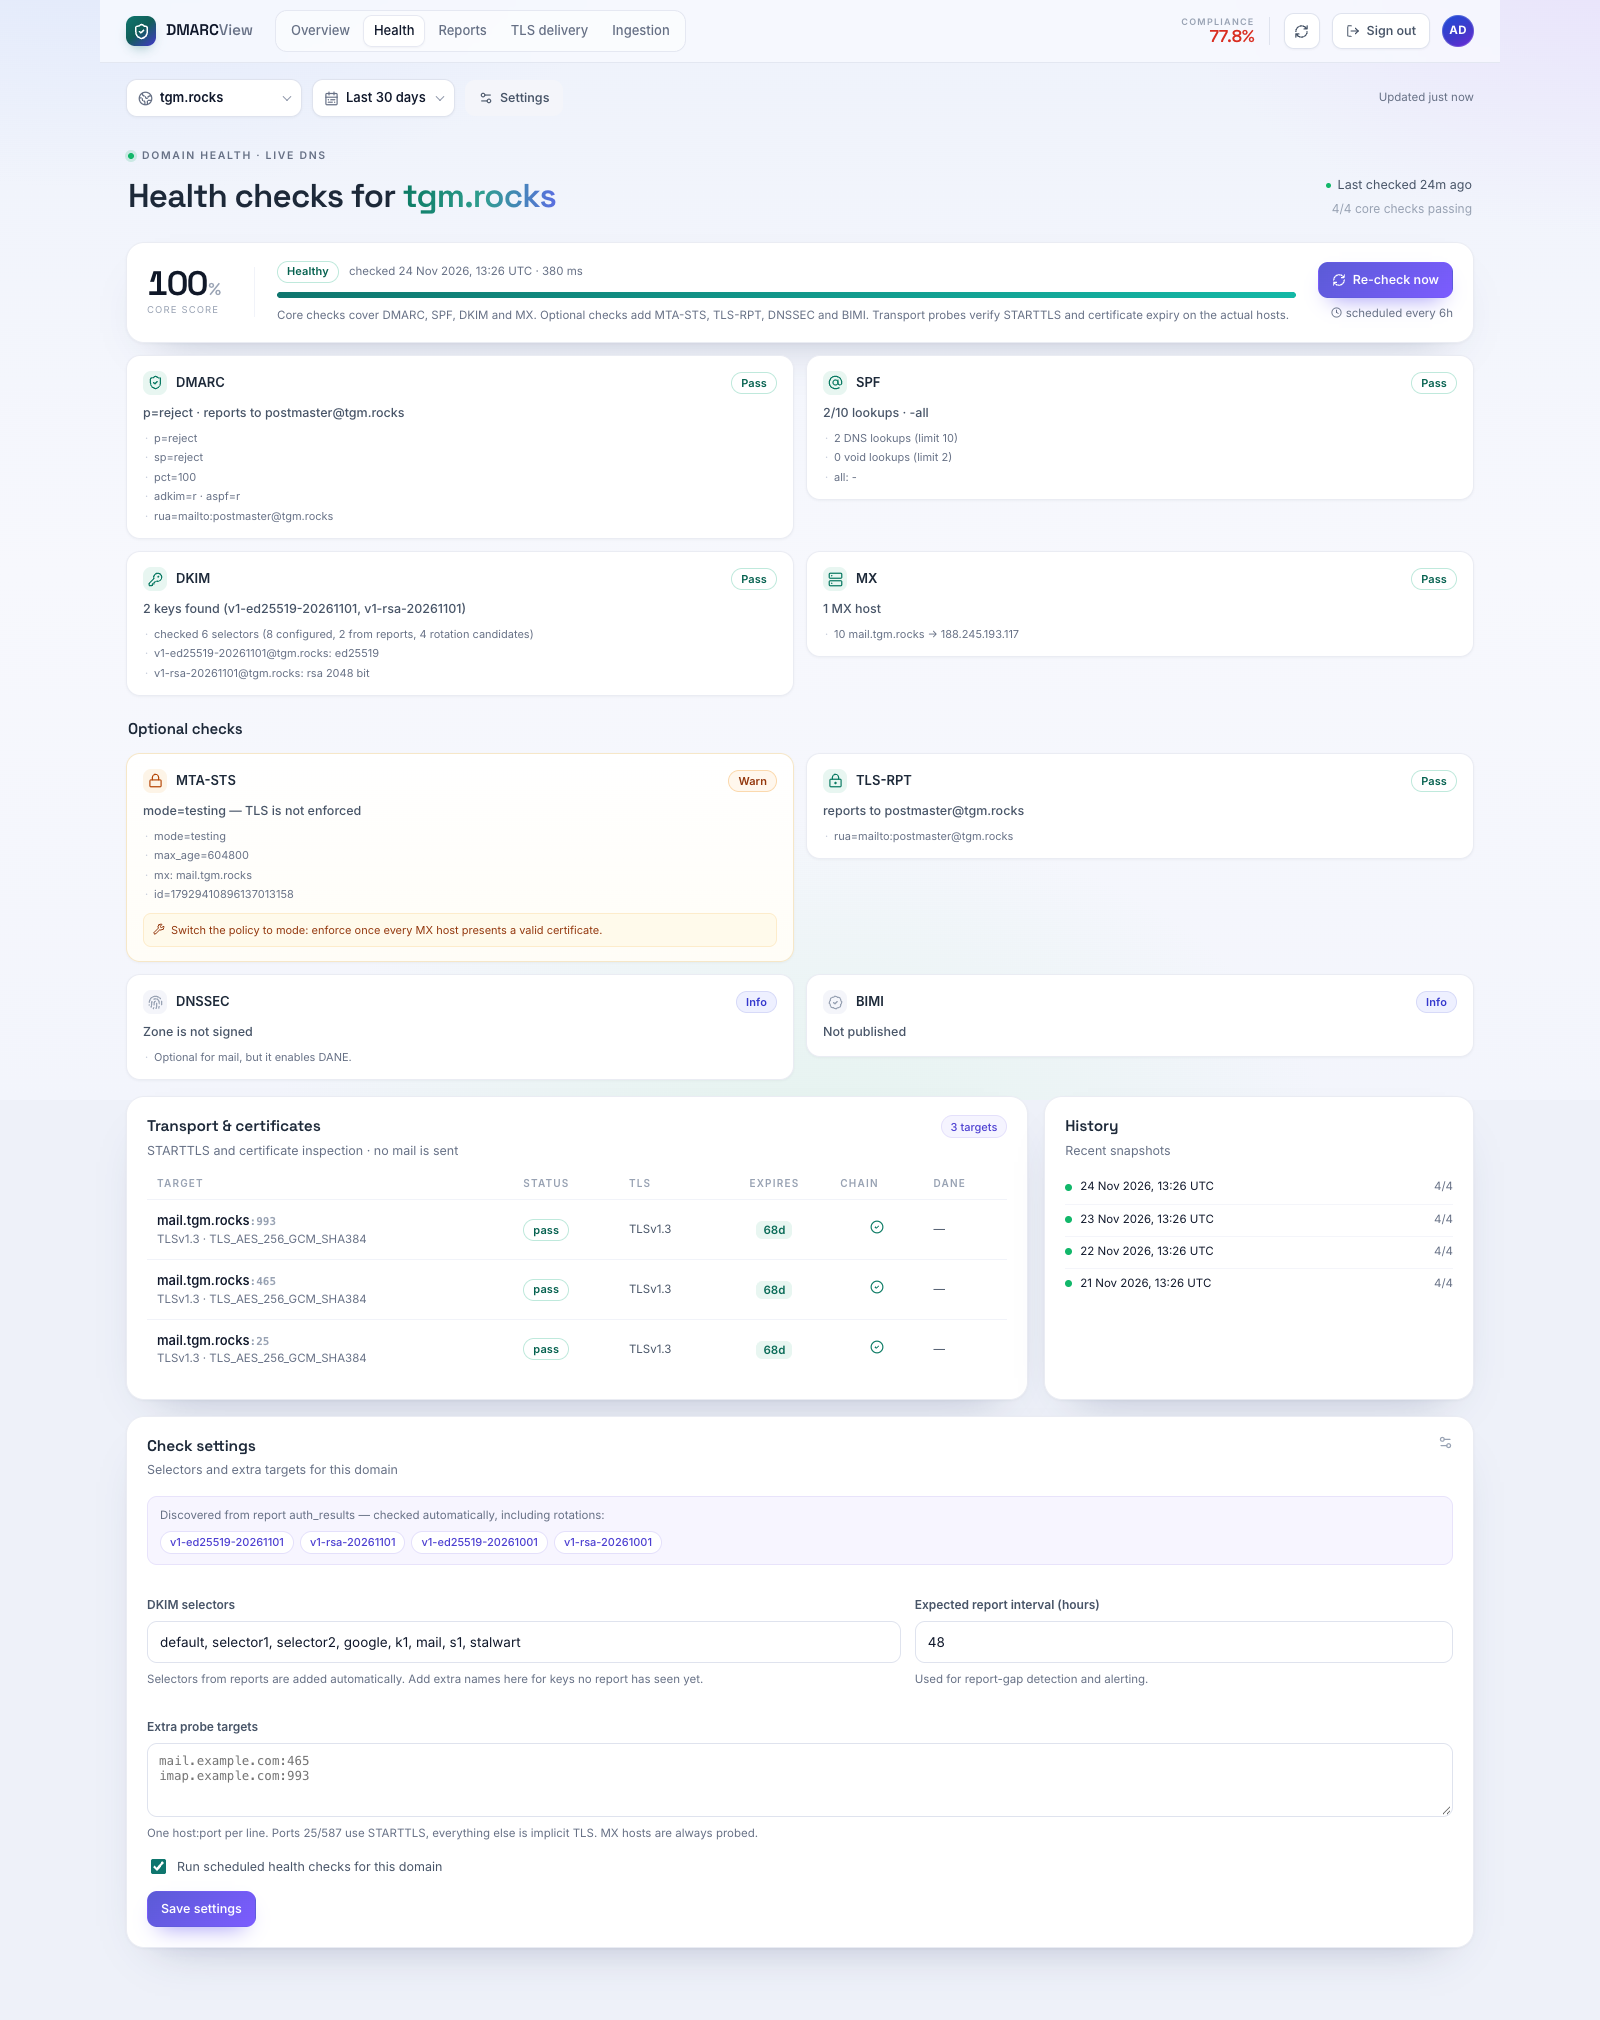 DMARCView
Overview
Health
Reports
TLS delivery
Ingestion
COMPLIANCE
77.8%
Sign out
AD
tgm.rocks
Last 30 days
Settings
Updated just now
DOMAIN HEALTH · LIVE DNS
Health checks for tgm.rocks
Last checked 24m ago
4/4 core checks passing
100%
CORE SCORE
Healthy
checked 24 Nov 2026, 13:26 UTC · 380 ms
Core checks cover DMARC, SPF, DKIM and MX. Optional checks add MTA-STS, TLS-RPT, DNSSEC and BIMI. Transport probes verify STARTTLS and certificate expiry on the actual hosts.
Re-check now
scheduled every 6h
DMARC
Pass
p=reject · reports to postmaster@tgm.rocks
· p=reject
· sp=reject
· pct=100
· adkim=r · aspf=r
· rua=mailto:postmaster@tgm.rocks
SPF
Pass
2/10 lookups · -all
· 2 DNS lookups (limit 10)
· 0 void lookups (limit 2)
· all: -
DKIM
Pass
2 keys found (v1-ed25519-20261101, v1-rsa-20261101)
· checked 6 selectors (8 configured, 2 from reports, 4 rotation candidates)
· v1-ed25519-20261101@tgm.rocks: ed25519
· v1-rsa-20261101@tgm.rocks: rsa 2048 bit
MX
Pass
1 MX host
· 10 mail.tgm.rocks → 188.245.193.117
Optional checks
MTA-STS
Warn
mode=testing — TLS is not enforced
· mode=testing
· max_age=604800
· mx: mail.tgm.rocks
· id=17929410896137013158
Switch the policy to mode: enforce once every MX host presents a valid certificate.
TLS-RPT
Pass
reports to postmaster@tgm.rocks
· rua=mailto:postmaster@tgm.rocks
DNSSEC
Info
Zone is not signed
· Optional for mail, but it enables DANE.
BIMI
Info
Not published
Transport & certificates
3 targets
STARTTLS and certificate inspection · no mail is sent
TARGET STATUS TLS EXPIRES CHAIN DANE
mail.tgm.rocks:993
TLSv1.3 · TLS_AES_256_GCM_SHA384
pass
TLSv1.3
68d
—
mail.tgm.rocks:465
TLSv1.3 · TLS_AES_256_GCM_SHA384
pass
TLSv1.3
68d
—
mail.tgm.rocks:25
TLSv1.3 · TLS_AES_256_GCM_SHA384
pass
TLSv1.3
68d
—
History
Recent snapshots
24 Nov 2026, 13:26 UTC 4/4
23 Nov 2026, 13:26 UTC 4/4
22 Nov 2026, 13:26 UTC 4/4
21 Nov 2026, 13:26 UTC 4/4
Check settings
Selectors and extra targets for this domain
Discovered from report auth_results — checked automatically, including rotations:
v1-ed25519-20261101
v1-rsa-20261101
v1-ed25519-20261001
v1-rsa-20261001
DKIM selectors
default, selector1, selector2, google, k1, mail, s1, stalwart
Selectors from reports are added automatically. Add extra names here for keys no report has seen yet.
Expected report interval (hours)
48
Used for report-gap detection and alerting.
Extra probe targets
mail.example.com:465
imap.example.com:993
One host:port per line. Ports 25/587 use STARTTLS, everything else is implicit TLS. MX hosts are always probed.
Run scheduled health checks for this domain
Save settings